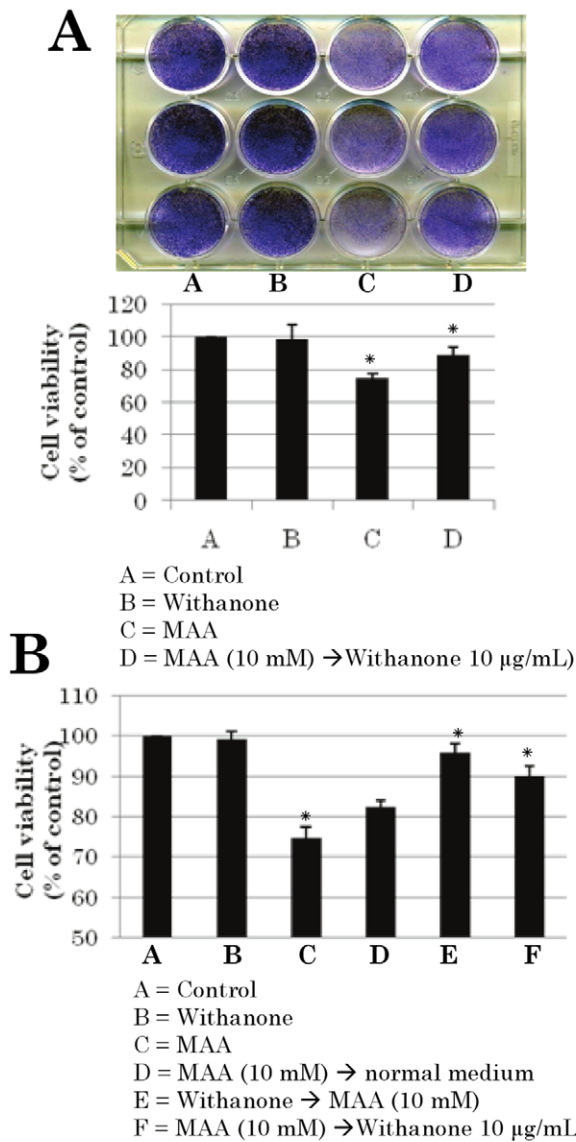 A
A B C D
120
100
80
60
40
20
0
Cell viability
(% of control)
*
*
A B C D
A = Control
B = Withanone
C = MAA
D = MAA (10 mM) →Withanone 10 µg/mL)
B
110
100
90
80
70
60
50
Cell viability
(% of control)
*
*
*
A B C D E F
A = Control
B = Withanone
C = MAA
D = MAA (10 mM) → normal medium
E = Withanone → MAA (10 mM)
F = MAA (10 mM) →Withanone 10 µg/mL